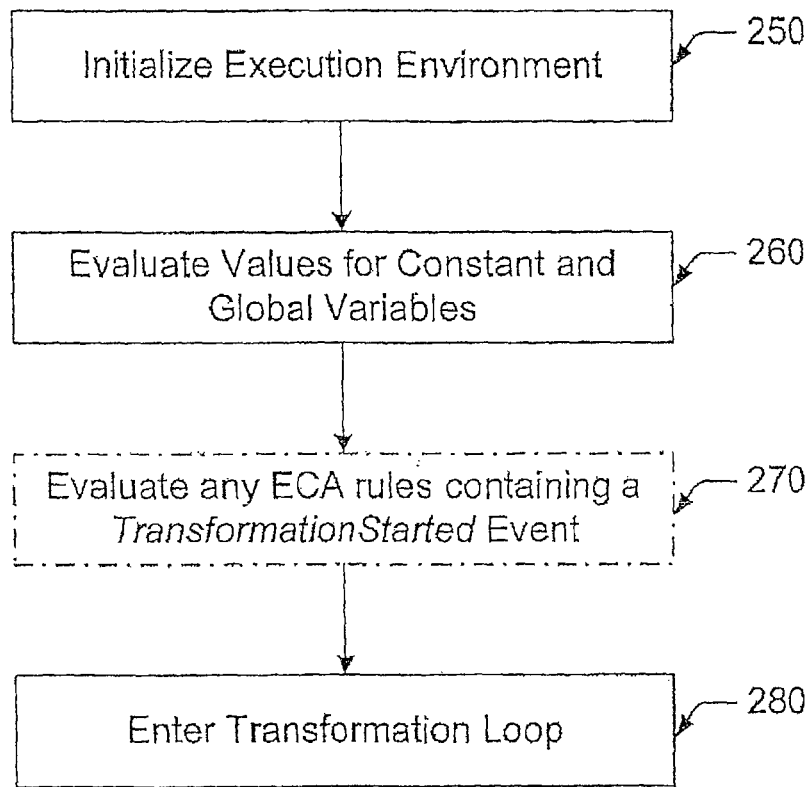 Initialize Execution Environment
250
Evaluate Values for Constant and
Global Variables
260
Evaluate any ECA rules containing a
TransformationStarted Event
270
Enter Transformation Loop
280